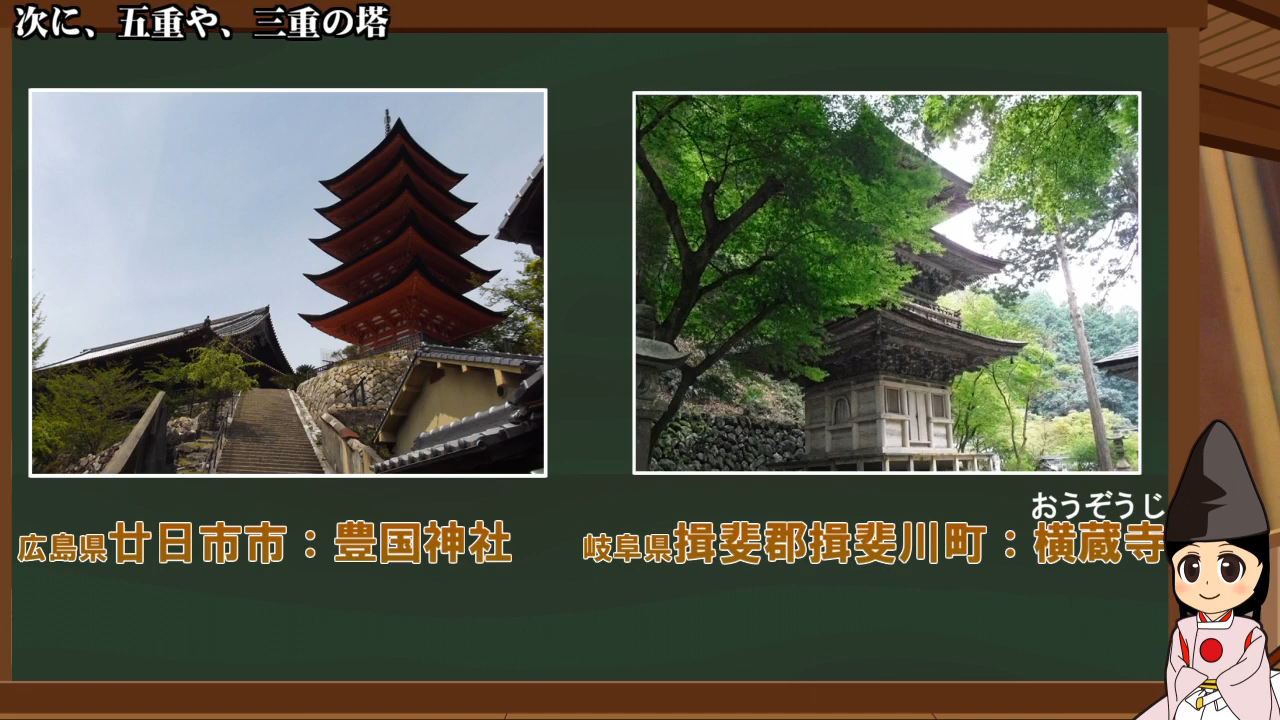 次に、五重や、三重の塔
広島県廿日市市：豊国神社
おうぞうじ
岐阜県揖斐郡揖斐川町：横蔵寺